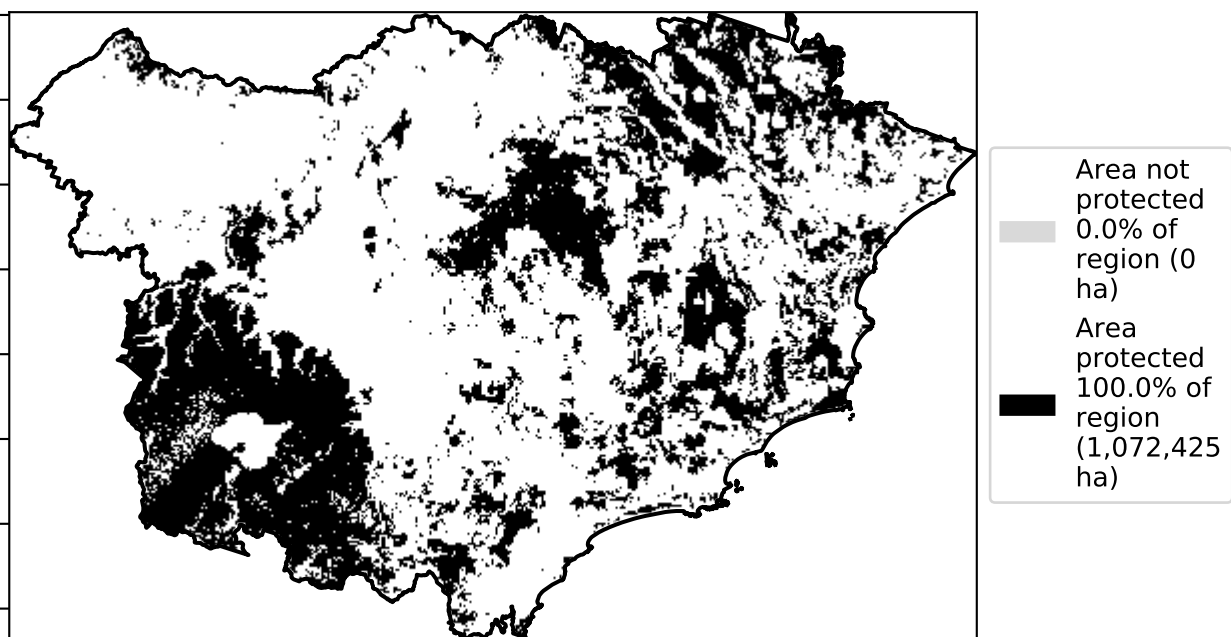 Area not
protected
0.0% of
region (0
ha)
Area
protected
100.0% of
region
(1,072,425
ha)